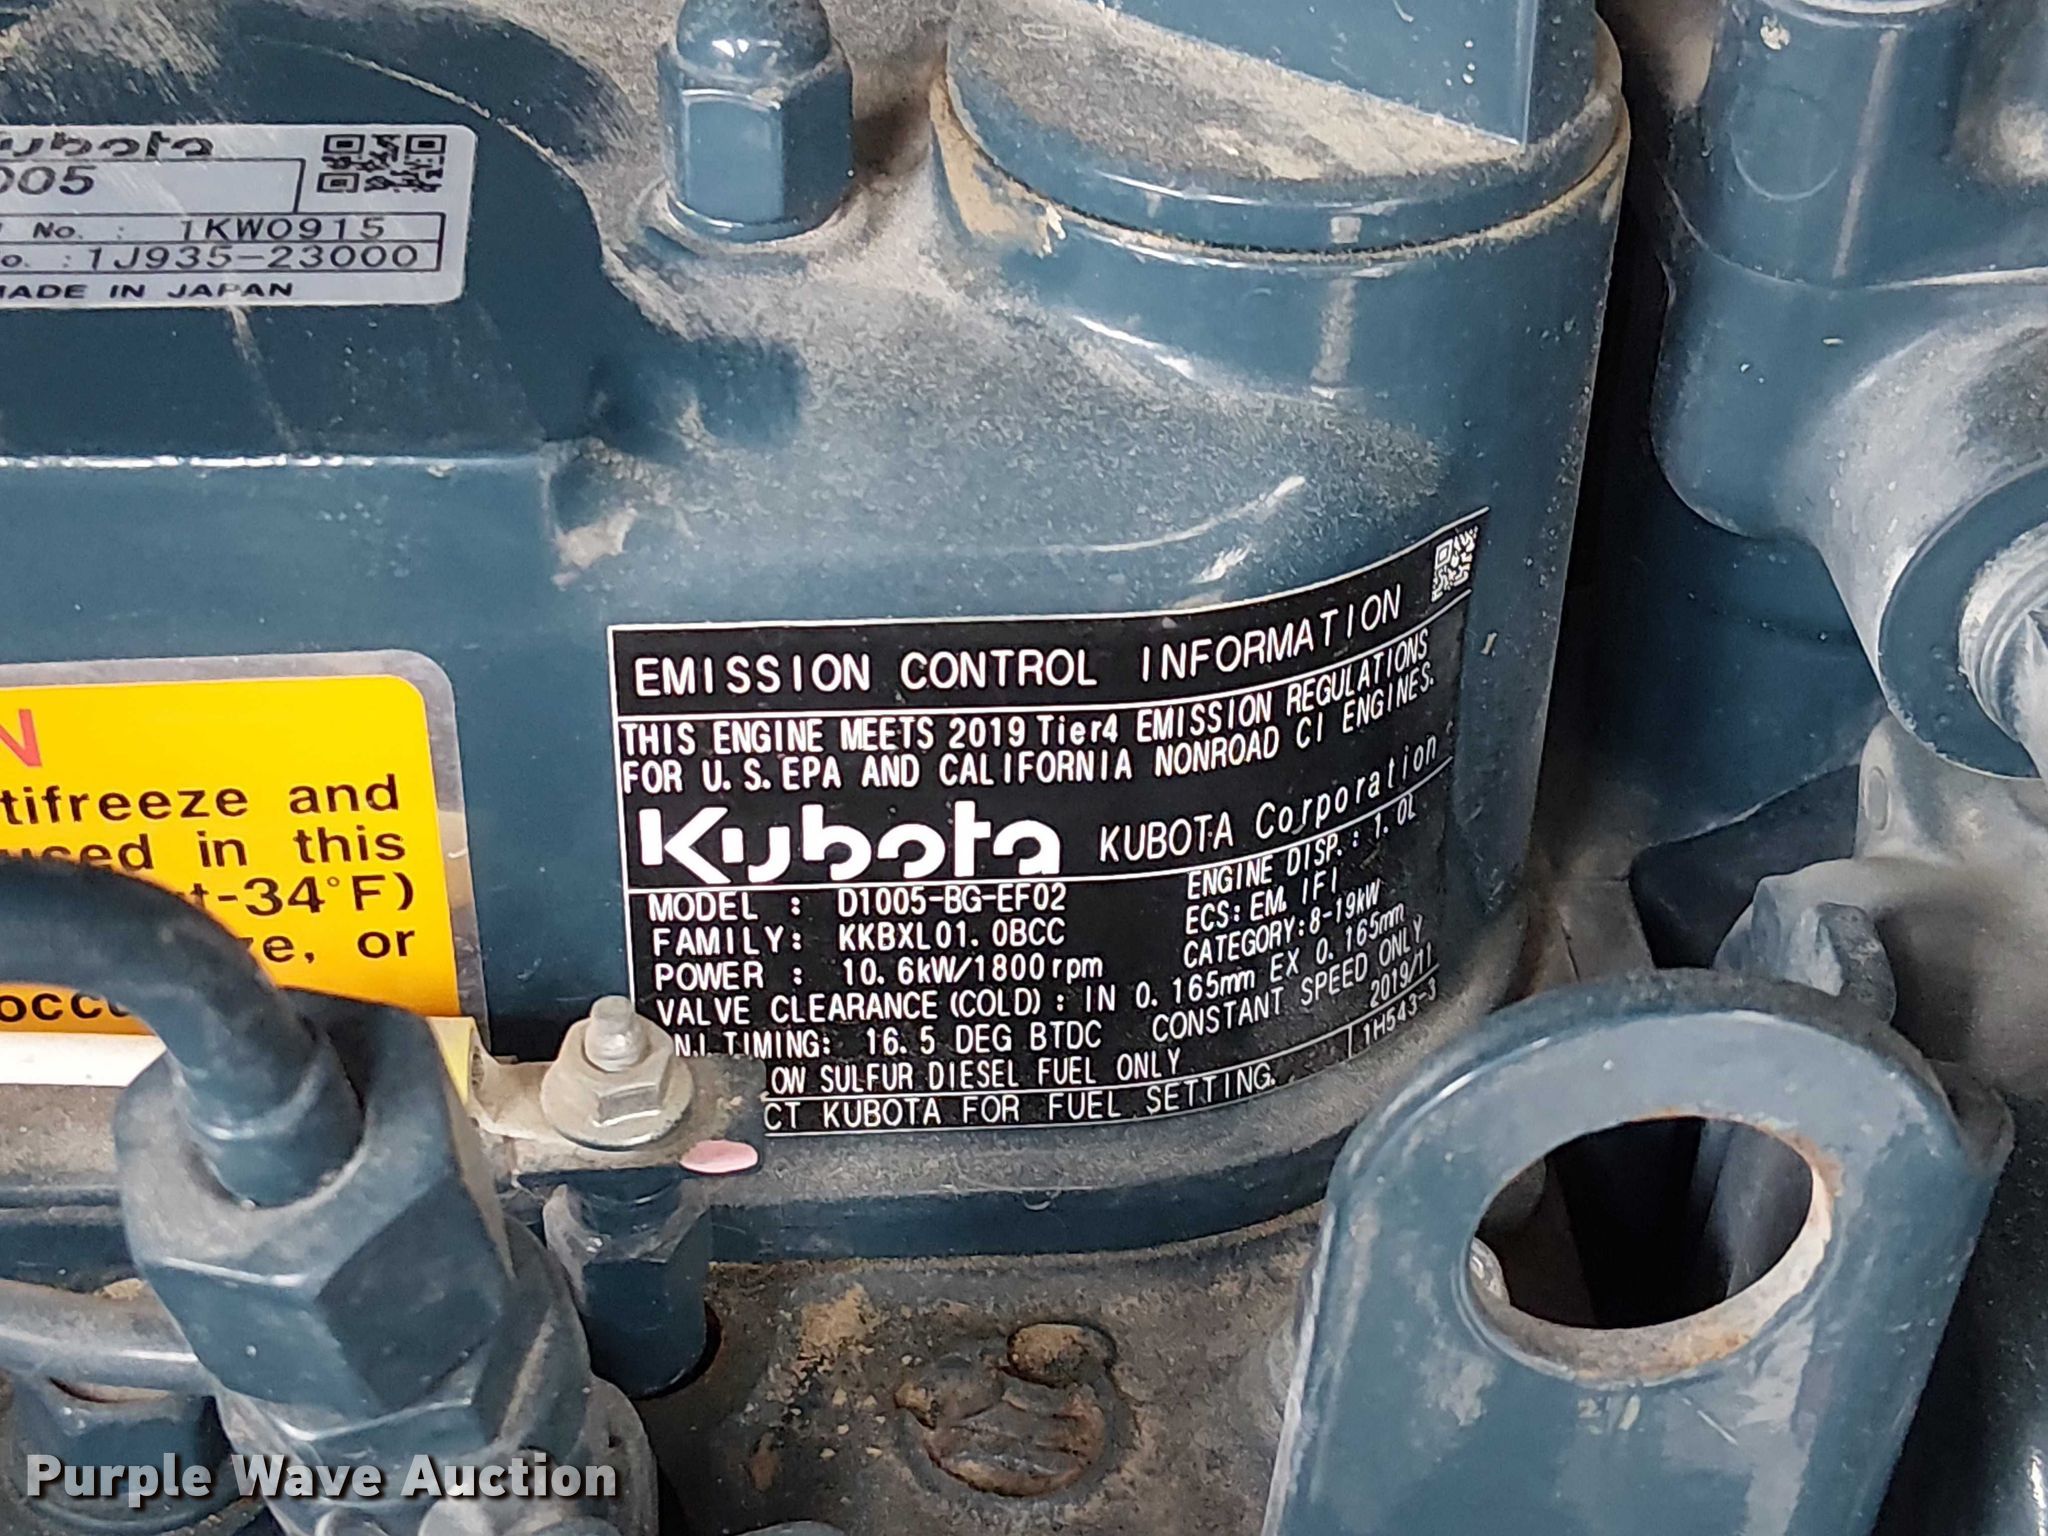 Kubota
005
No. : 1KW0915
o. : 1J935-23000
MADE IN JAPAN
N
tifreeze and
used in this
t-34°F)
ze, or
occu
EMISSION CONTROL INFORMATION
THIS ENGINE MEETS 2019 Tier4 EMISSION REGULATIONS
FOR U.S.EPA AND CALIFORNIA NONROAD CI ENGINES.
Kubota KUBOTA Corporation
MODEL : D1005-BG-EF02 ENGINE DISP.: 1.0L
FAMILY: KKBXL01.0BCC ECS: EM, IFI
POWER : 10.6kW/1800rpm CATEGORY:8-19kW
VALVE CLEARANCE(COLD): IN 0.165mm EX 0.165mm
NJ TIMING: 16.5 DEG BTDC CONSTANT SPEED ONLY
OW SULFUR DIESEL FUEL ONLY 2019/11
CT KUBOTA FOR FUEL SETTING. 1H543-3
Purple Wave Auction